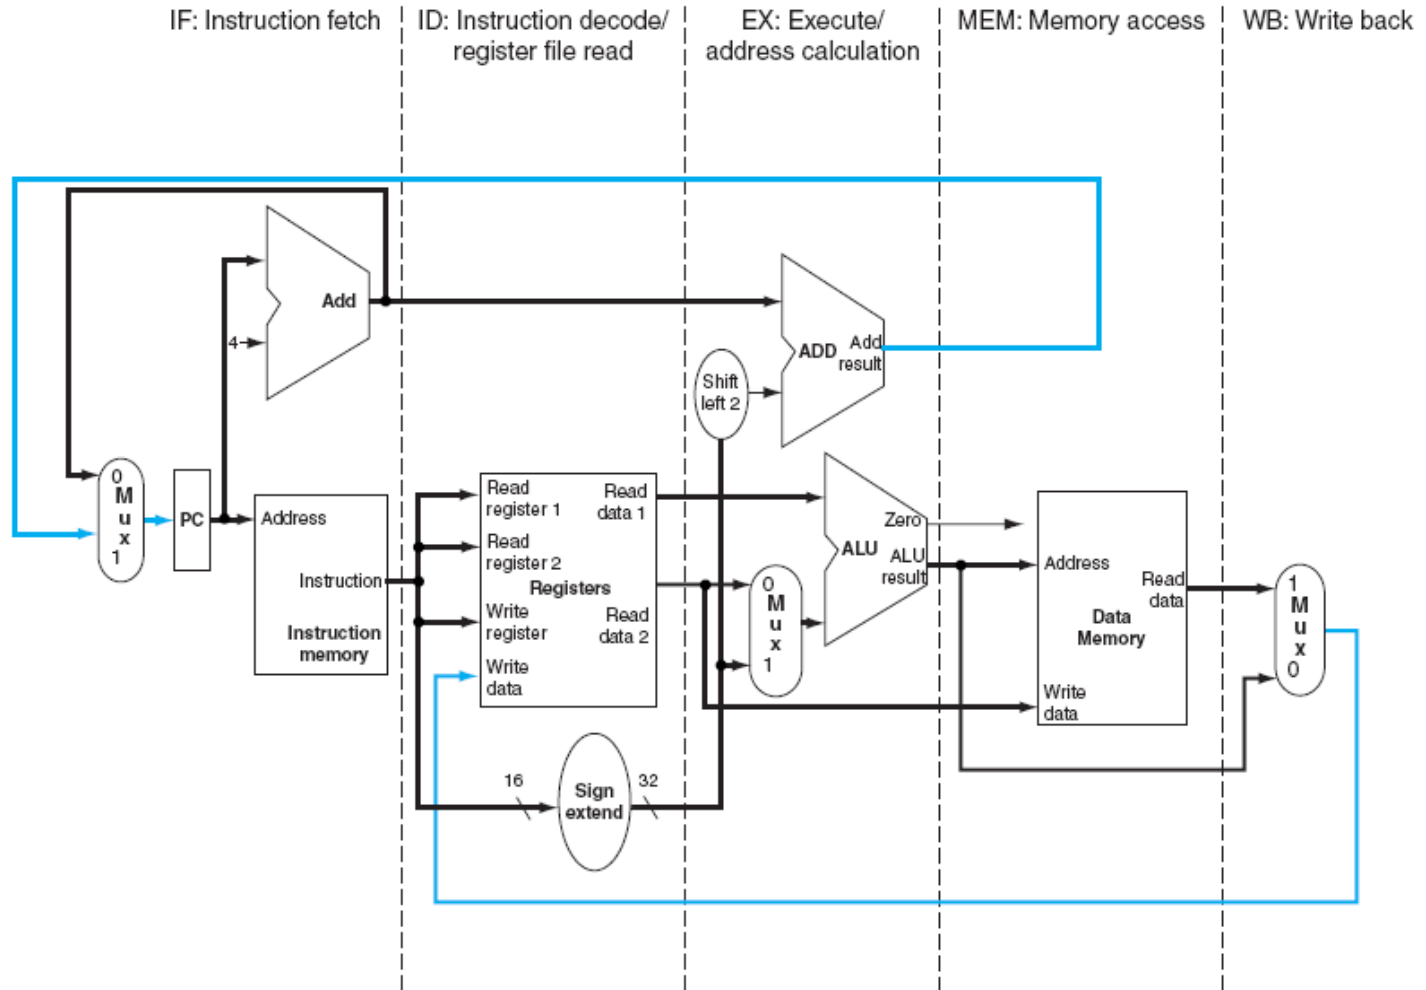 IF: Instruction fetch
ID: Instruction decode/
register file read
EX: Execute/
address calculation
MEM: Memory access
WB: Write back
Add
4
ADD
Add
result
Shift
left 2
0
M
u
x
1
PC
Address
Instruction
Instruction
memory
Read
register 1
Read
data 1
Read
register 2
Registers
Write
register
Read
data 2
Write
data
0
M
u
x
1
Zero
ALU
ALU
result
Address
Read
data
Data
Memory
Write
data
1
M
u
x
0
16
Sign
extend
32